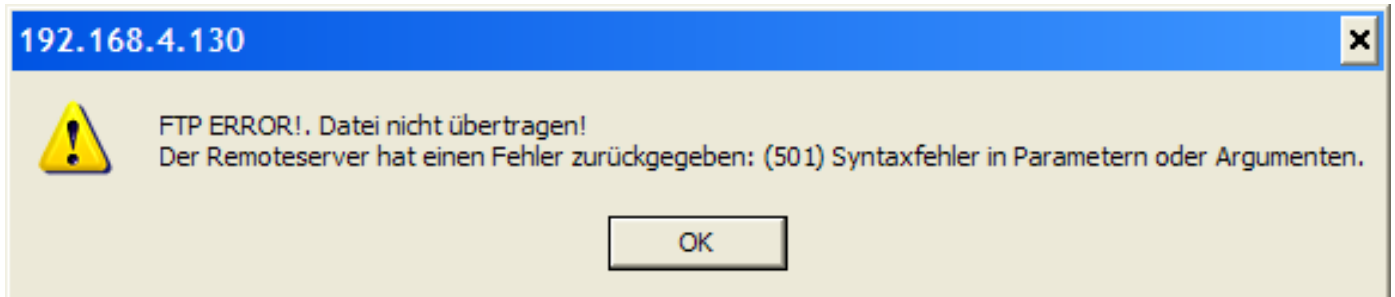 192.168.4.130
FTP ERROR!. Datei nicht übertragen!
Der Remoteserver hat einen Fehler zurückgegeben: (501) Syntaxfehler in Parametern oder Argumenten.
OK